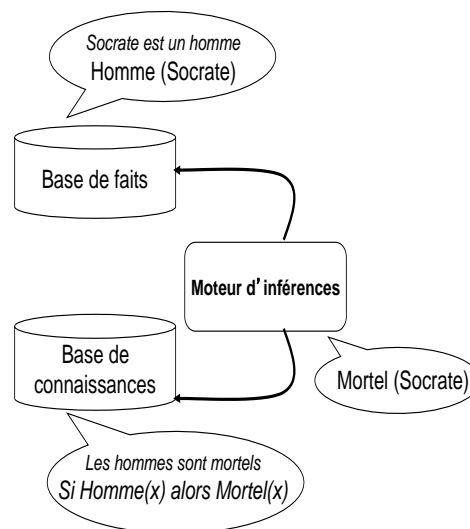 Socrate est un homme
Homme (Socrate)
Base de faits
Moteur d’inférences
Base de
connaissances
Mortel (Socrate)
Les hommes sont mortels
Si Homme(x) alors Mortel(x)